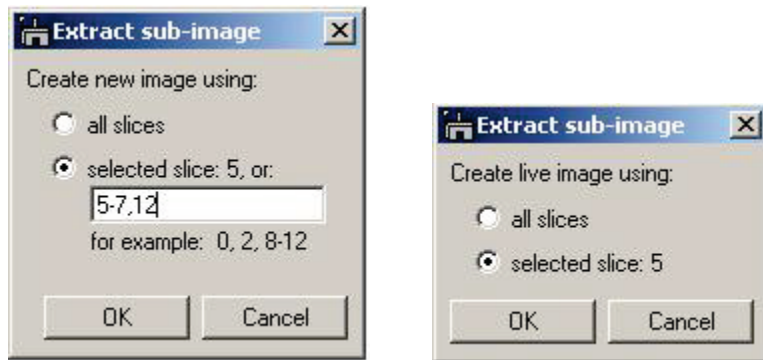 Extract sub-image
Create new image using:
all slices
selected slice: 5, or:
5-7,12
for example: 0, 2, 8-12
OK Cancel
Extract sub-image
Create live image using:
all slices
selected slice: 5
OK Cancel